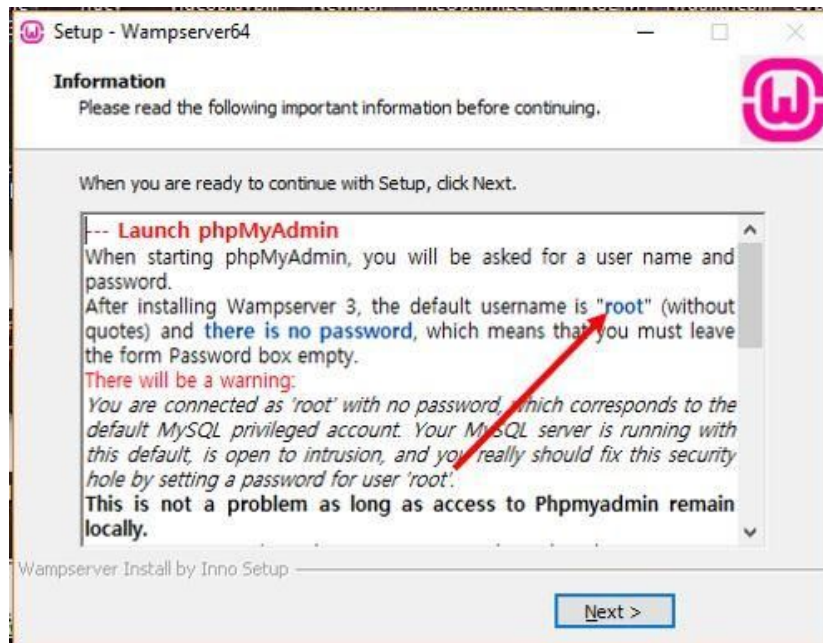 Setup - Wampserver64
Information
Please read the following important information before continuing.
When you are ready to continue with Setup, click Next.
--- Launch phpMyAdmin
When starting phpMyAdmin, you will be asked for a user name and
password.
After installing Wampserver 3, the default username is "root" (without
quotes) and there is no password, which means that you must leave
the form Password box empty.
There will be a warning:
You are connected as 'root' with no password, which corresponds to the
default MySQL privileged account. Your MySQL server is running with
this default, is open to intrusion, and you really should fix this security
hole by setting a password for user 'root'.
This is not a problem as long as access to Phpmyadmin remain
locally.
Wampserver Install by Inno Setup
Next >